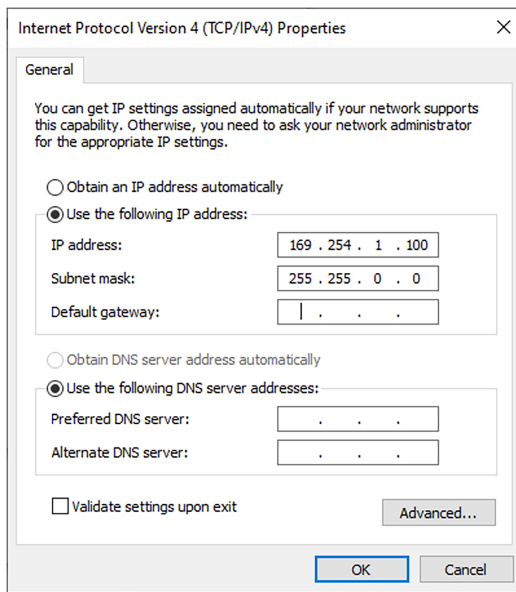 Internet Protocol Version 4 (TCP/IPv4) Properties
General
You can get IP settings assigned automatically if your network supports
this capability. Otherwise, you need to ask your network administrator
for the appropriate IP settings.
Obtain an IP address automatically
Use the following IP address:
IP address: 169 . 254 . 1 . 100
Subnet mask: 255 . 255 . 0 . 0
Default gateway: . . .
Obtain DNS server address automatically
Use the following DNS server addresses:
Preferred DNS server: . . .
Alternate DNS server: . . .
Validate settings upon exit
Advanced...
OK Cancel